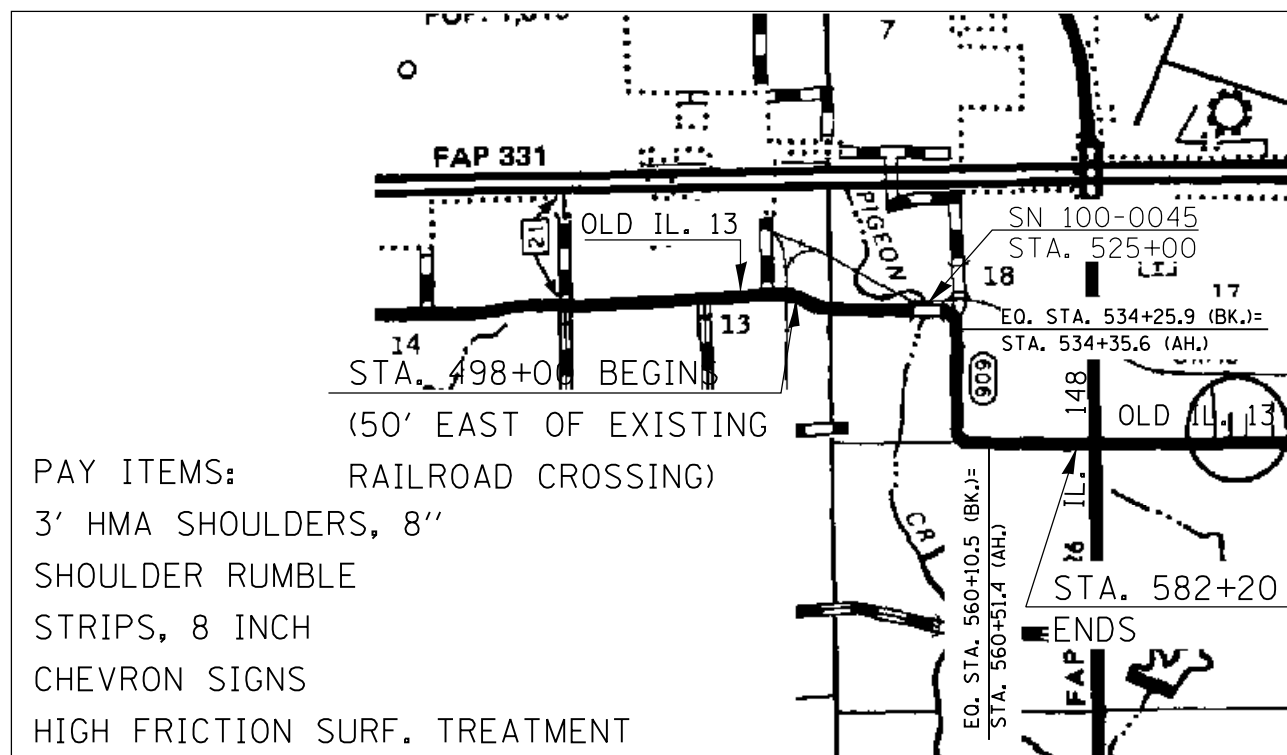 POP. 1,
7
FAP 331
12
OLD IL. 13
PIGEON
SN 100-0045
STA. 525+00
18
17
EQ. STA. 534+25.9 (BK.)=
STA. 534+35.6 (AH.)
14
13
STA. 498+00 BEGINS
(50' EAST OF EXISTING
RAILROAD CROSSING)
909
IL. 148
OLD IL. 13
PAY ITEMS:
3' HMA SHOULDERS, 8''
SHOULDER RUMBLE
STRIPS, 8 INCH
CHEVRON SIGNS
HIGH FRICTION SURF. TREATMENT
CR
EQ. STA. 560+10.5 (BK.)=
STA. 560+51.4 (AH.)
STA. 582+20
ENDS
FAP